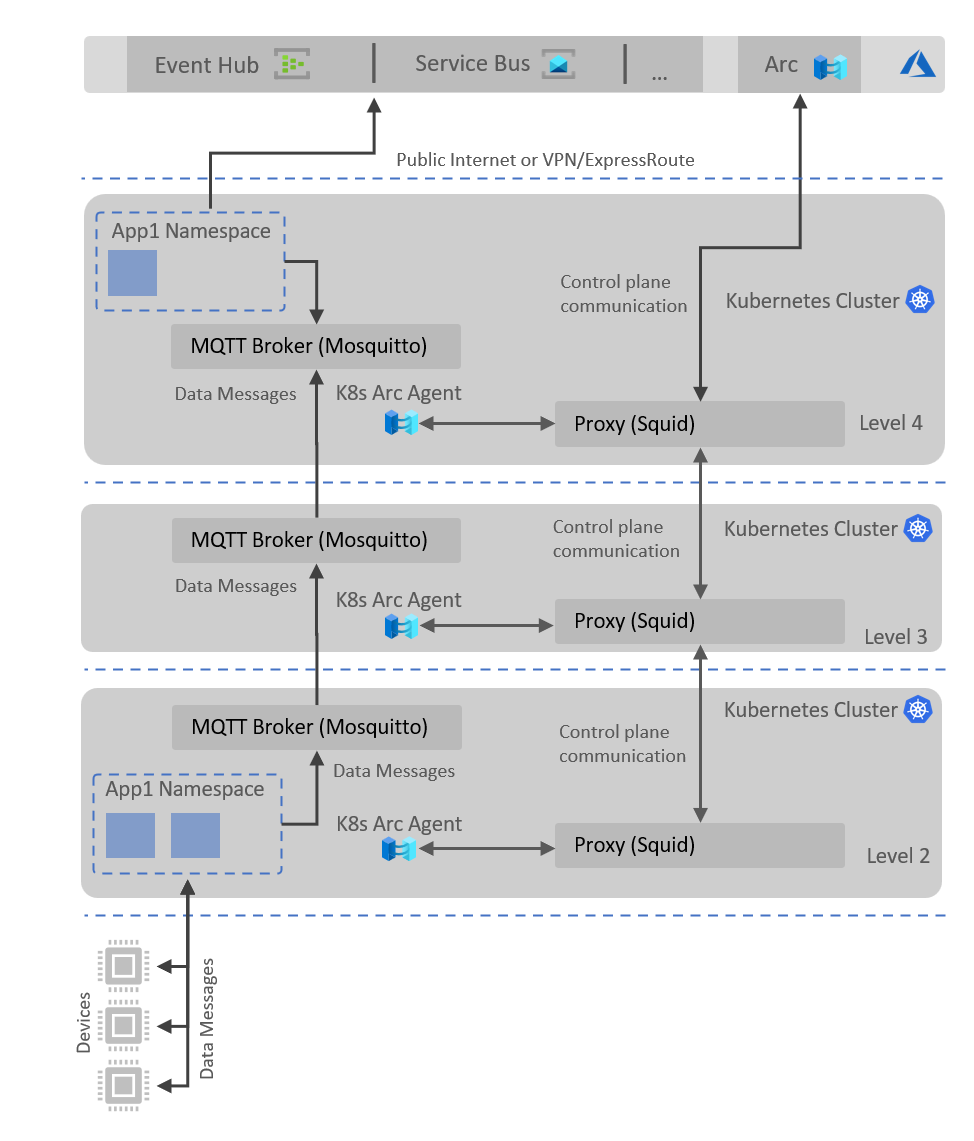 Event Hub
Service Bus
...
Arc
Public Internet or VPN/ExpressRoute
App1 Namespace
Control plane
communication
Kubernetes Cluster
MQTT Broker (Mosquitto)
Data Messages
K8s Arc Agent
Proxy (Squid)
Level 4
MQTT Broker (Mosquitto)
Control plane
communication
Kubernetes Cluster
Data Messages
K8s Arc Agent
Proxy (Squid)
Level 3
MQTT Broker (Mosquitto)
Kubernetes Cluster
Control plane
communication
Data Messages
App1 Namespace
K8s Arc Agent
Proxy (Squid)
Level 2
Devices
Data Messages